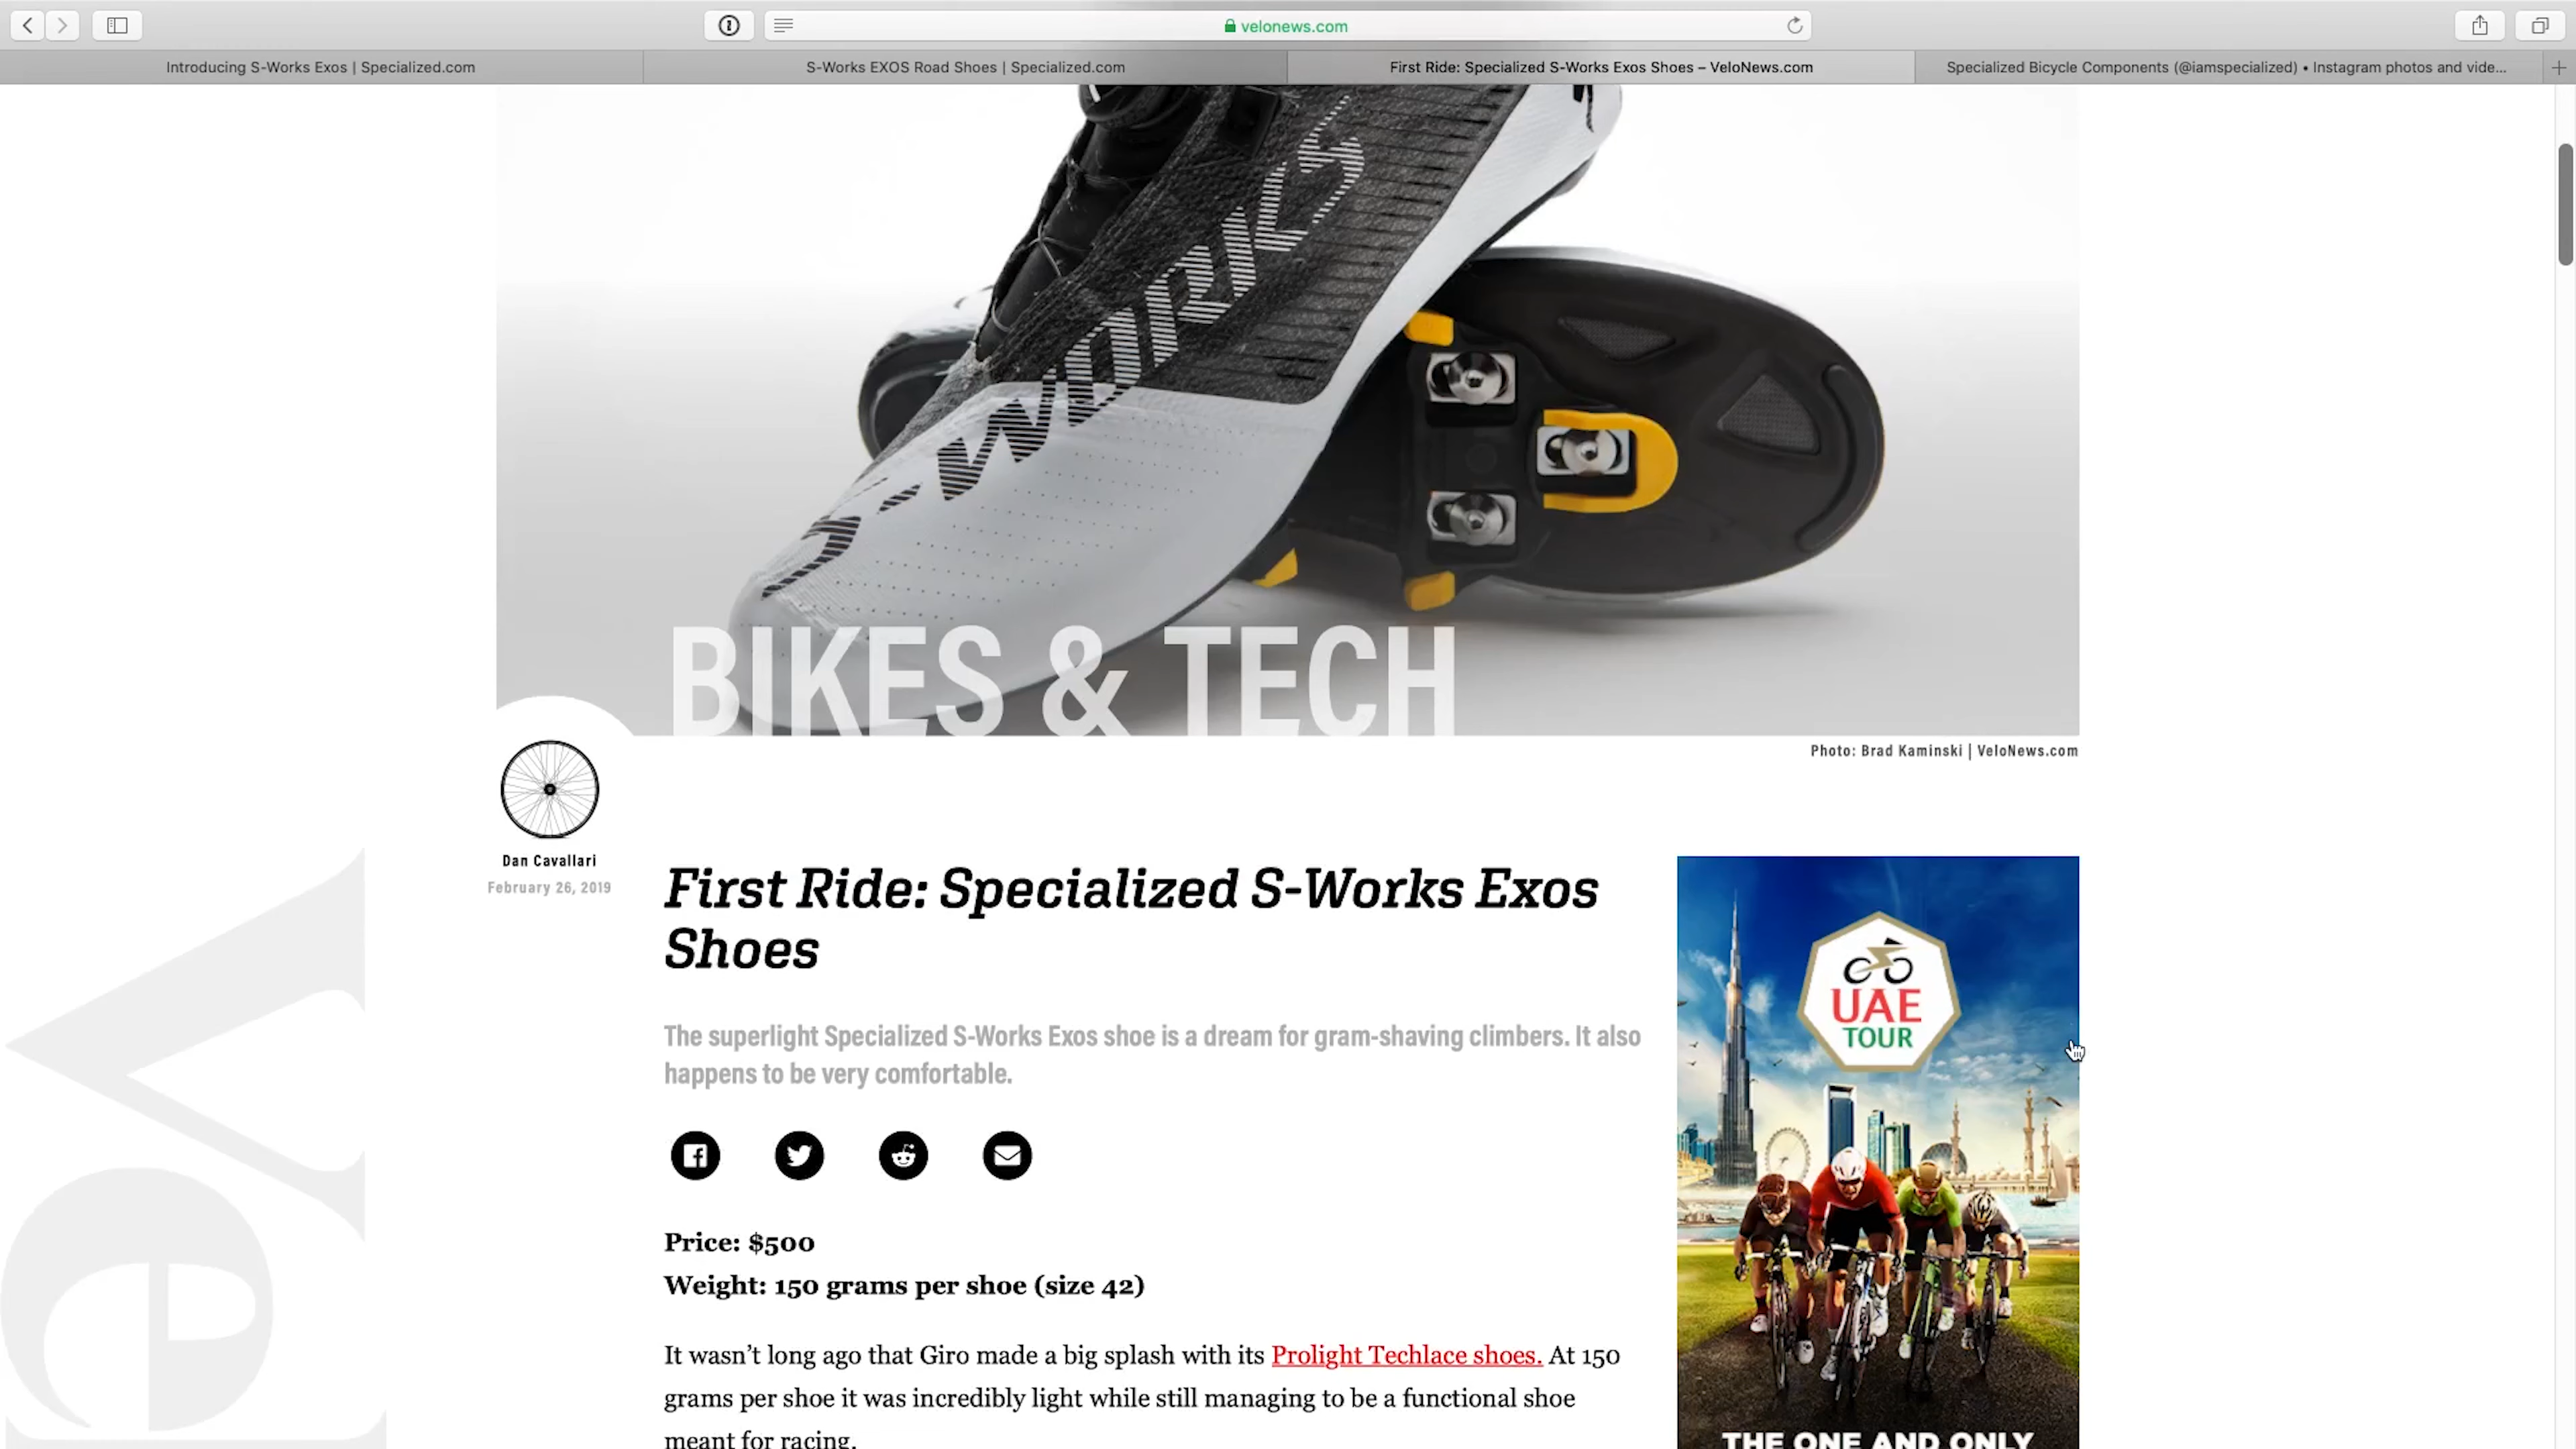 velonews.com
Introducing S-Works Exos | Specialized.com
S-Works EXOS Road Shoes | Specialized.com
First Ride: Specialized S-Works Exos Shoes – VeloNews.com
Specialized Bicycle Components (@iamspecialized) • Instagram photos and vide...
S-WORKS
BIKES & TECH
Photo: Brad Kaminski | VeloNews.com
Dan Cavallari
February 26, 2019
First Ride: Specialized S-Works Exos
Shoes
The superlight Specialized S-Works Exos shoe is a dream for gram-shaving climbers. It also
happens to be very comfortable.
Price: $500
Weight: 150 grams per shoe (size 42)
It wasn’t long ago that Giro made a big splash with its Prolight Techlace shoes. At 150
grams per shoe it was incredibly light while still managing to be a functional shoe
meant for racing.
UAE
TOUR
THE ONE AND ONLY
Ve